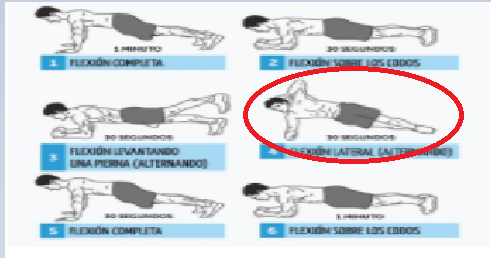 1 MINUTO
1 FLEXIÓN COMPLETA
30 SEGUNDOS
2 FLEXIÓN SOBRE LOS CODOS
30 SEGUNDOS
3 FLEXIÓN LEVANTANDO
UNA PIERNA (ALTERNANDO)
30 SEGUNDOS
4 FLEXIÓN LATERAL (ALTERNANDO)
30 SEGUNDOS
5 FLEXIÓN COMPLETA
1 MINUTO
6 FLEXIÓN SOBRE LOS CODOS